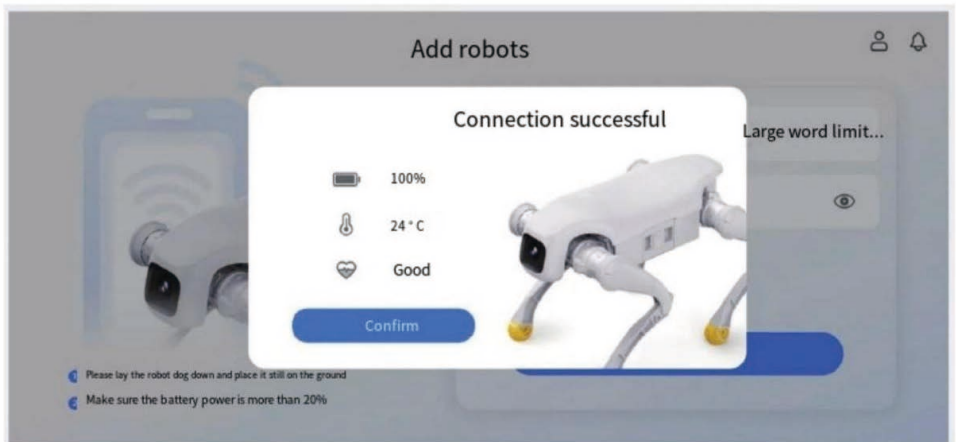 Add robots
Connection successful
Large word limit...
100%
24°C
Good
Confirm
Please lay the robot dog down and place it still on the ground
Make sure the battery power is more than 20%